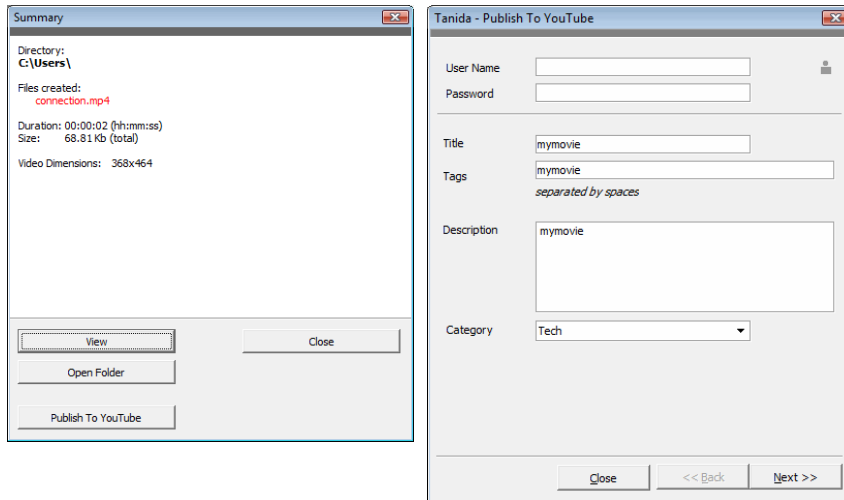 Summary
Directory:
C:\Users\
Files created:
connection.mp4
Duration: 00:00:02 (hh:mm:ss)
Size: 68.81 Kb (total)
Video Dimensions: 368x464
View
Close
Open Folder
Publish To YouTube
Tanida - Publish To YouTube
User Name
Password
Title
mymovie
Tags
mymovie
separated by spaces
Description
mymovie
Category
Tech
Close
<< Back
Next >>